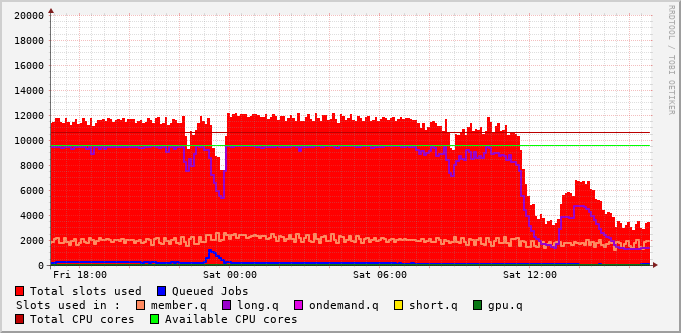 20000
18000
16000
14000
12000
10000
8000
6000
4000
2000
0
Fri 18:00 Sat 00:00 Sat 06:00 Sat 12:00
RRDTOOL / TOBI OETIKER
Total slots used Queued Jobs
Slots used in : member.q long.q ondemand.q short.q gpu.q
Total CPU cores Available CPU cores